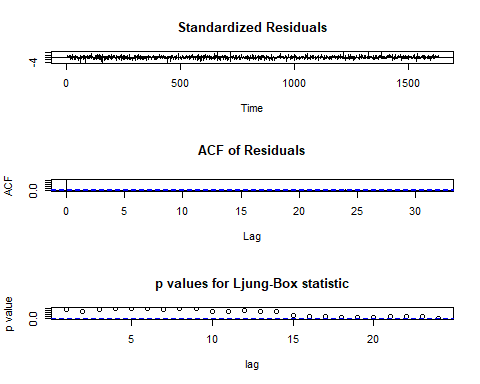 Standardized Residuals
-4
0 500 1000 1500
Time
ACF of Residuals
ACF
0.0
0 5 10 15 20 25 30
Lag
p values for Ljung-Box statistic
p value
0.0
5 10 15 20
lag